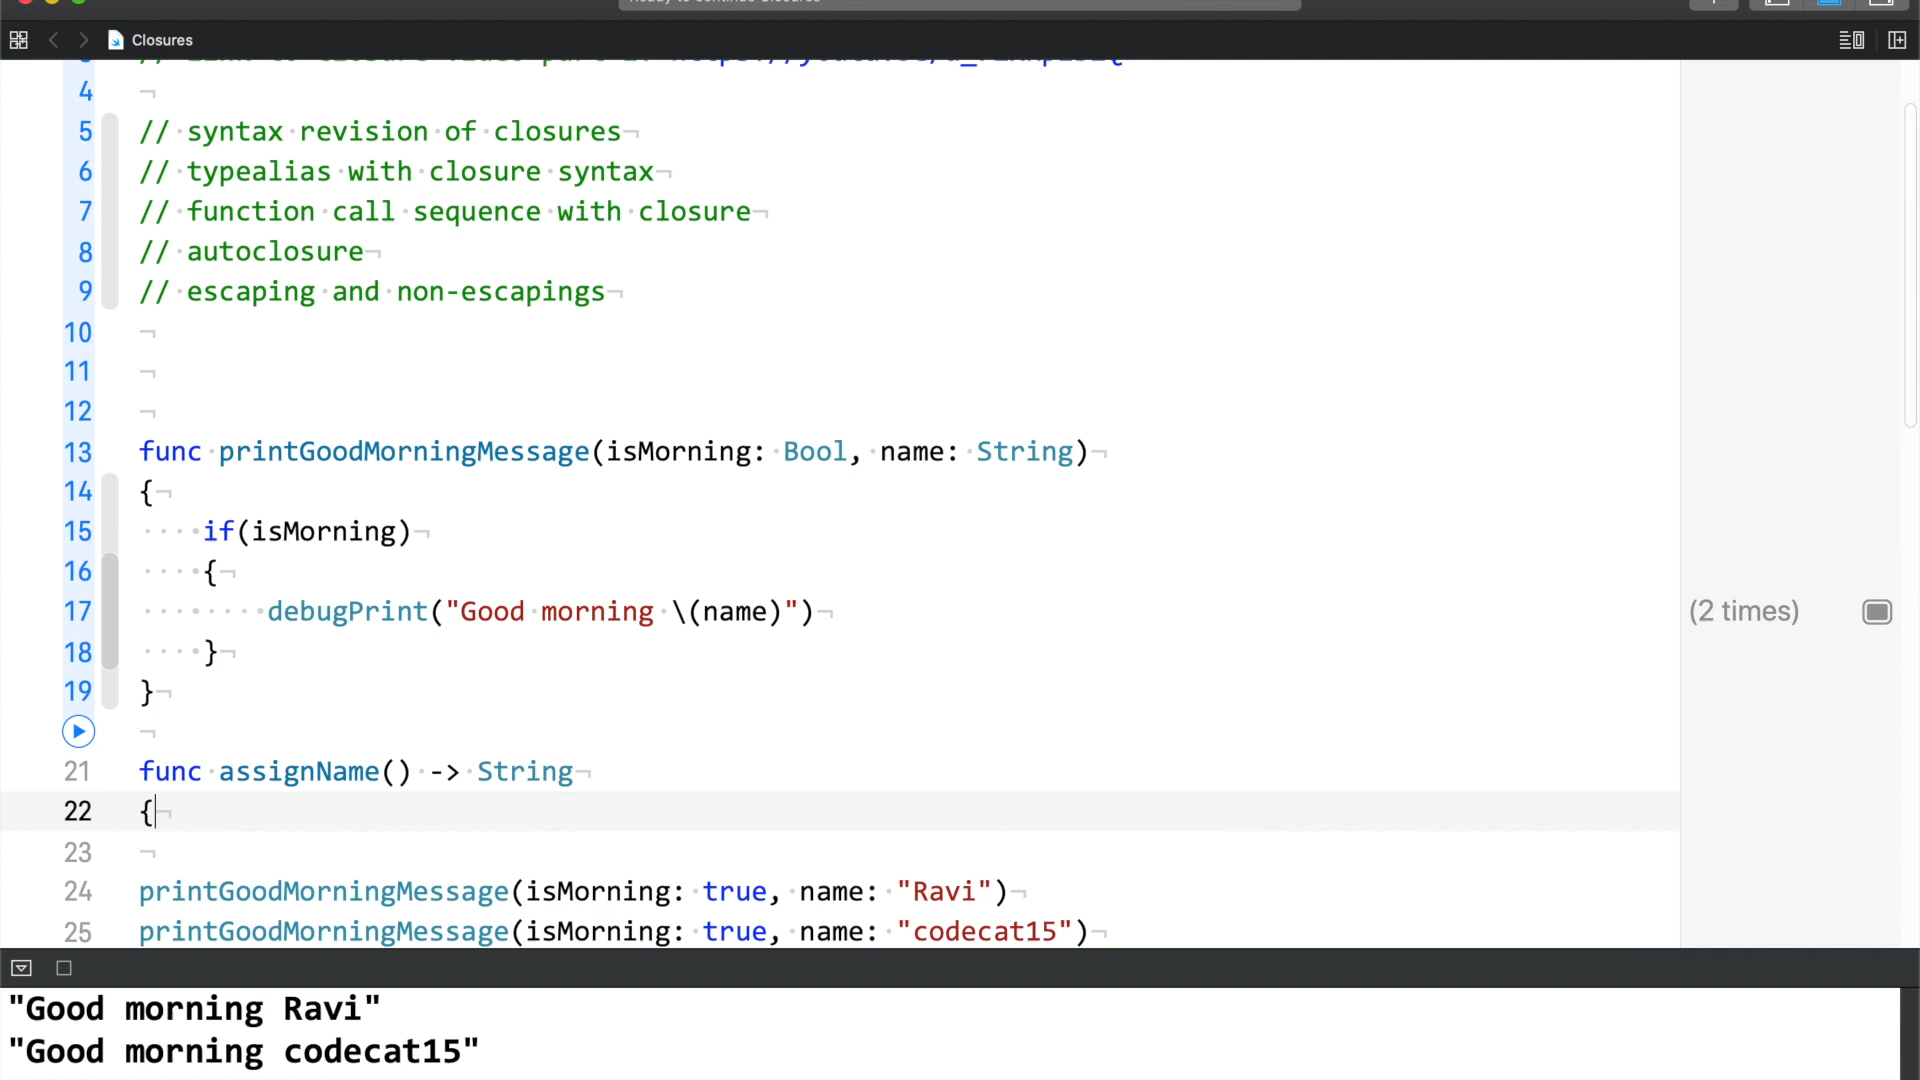 Closures
4
5 // syntax revision of closures
6 // typealias with closure syntax
7 // function call sequence with closure
8 // autoclosure
9 // escaping and non-escapings
10
11
12
13 func printGoodMorningMessage(isMorning: Bool, name: String)
14 {
15 if(isMorning)
16 {
17 debugPrint("Good morning \(name)") (2 times)
18 }
19 }
21 func assignName() -> String
22 {
23
24 printGoodMorningMessage(isMorning: true, name: "Ravi")
25 printGoodMorningMessage(isMorning: true, name: "codecat15")
"Good morning Ravi"
"Good morning codecat15"